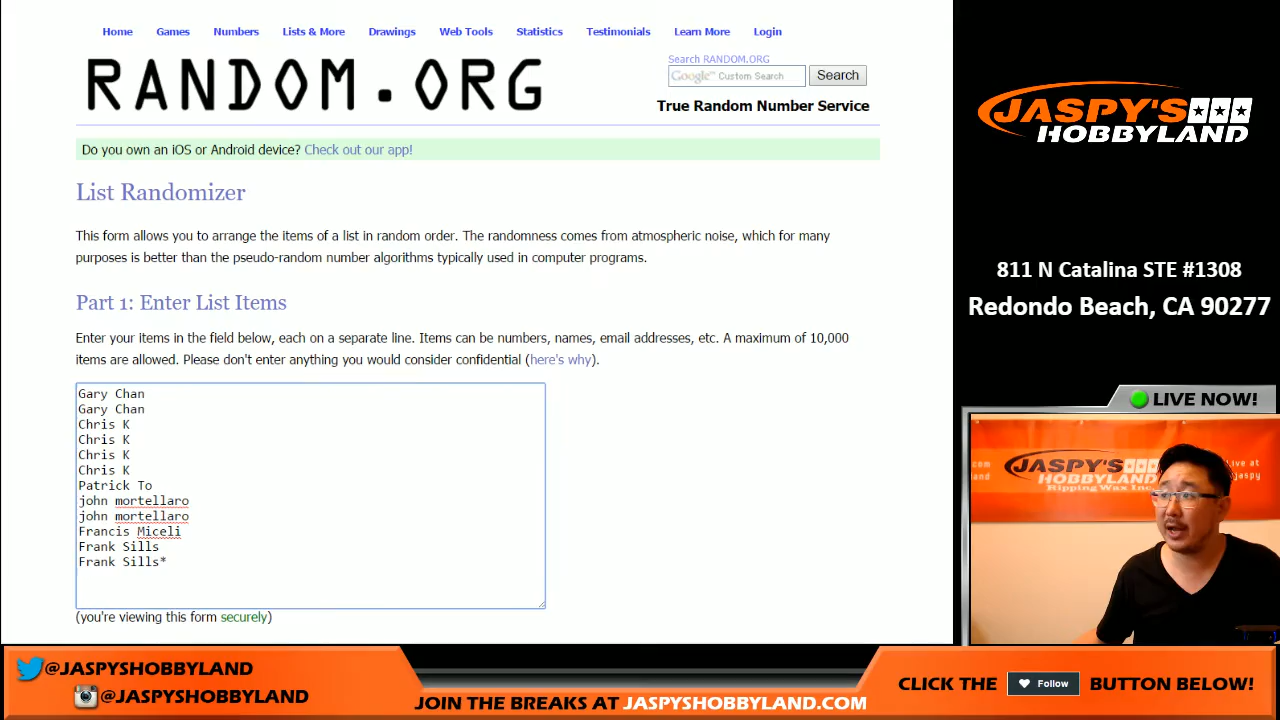 Home Games Numbers Lists & More Drawings Web Tools Statistics Testimonials Learn More Login
RANDOM.ORG
Search RANDOM.ORG
Google™ Custom Search Search
True Random Number Service
Do you own an iOS or Android device? Check out our app!
List Randomizer
This form allows you to arrange the items of a list in random order. The randomness comes from atmospheric noise, which for many
purposes is better than the pseudo-random number algorithms typically used in computer programs.
Part 1: Enter List Items
Enter your items in the field below, each on a separate line. Items can be numbers, names, email addresses, etc. A maximum of 10,000
items are allowed. Please don't enter anything you would consider confidential (here's why).
Gary Chan
Gary Chan
Chris K
Chris K
Chris K
Chris K
Patrick To
john mortellaro
john mortellaro
Francis Miceli
Frank Sills
Frank Sills*
(you're viewing this form securely)
JASPY'S
HOBBYLAND
811 N Catalina STE #1308
Redondo Beach, CA 90277
LIVE NOW!
JASPY'S
HOBBYLAND
Ripping Wax Inc.
Live at
jaspy
@JASPYSHOBBYLAND
@JASPYSHOBBYLAND
JOIN THE BREAKS AT JASPYSHOBBYLAND.COM
CLICK THE Follow BUTTON BELOW!